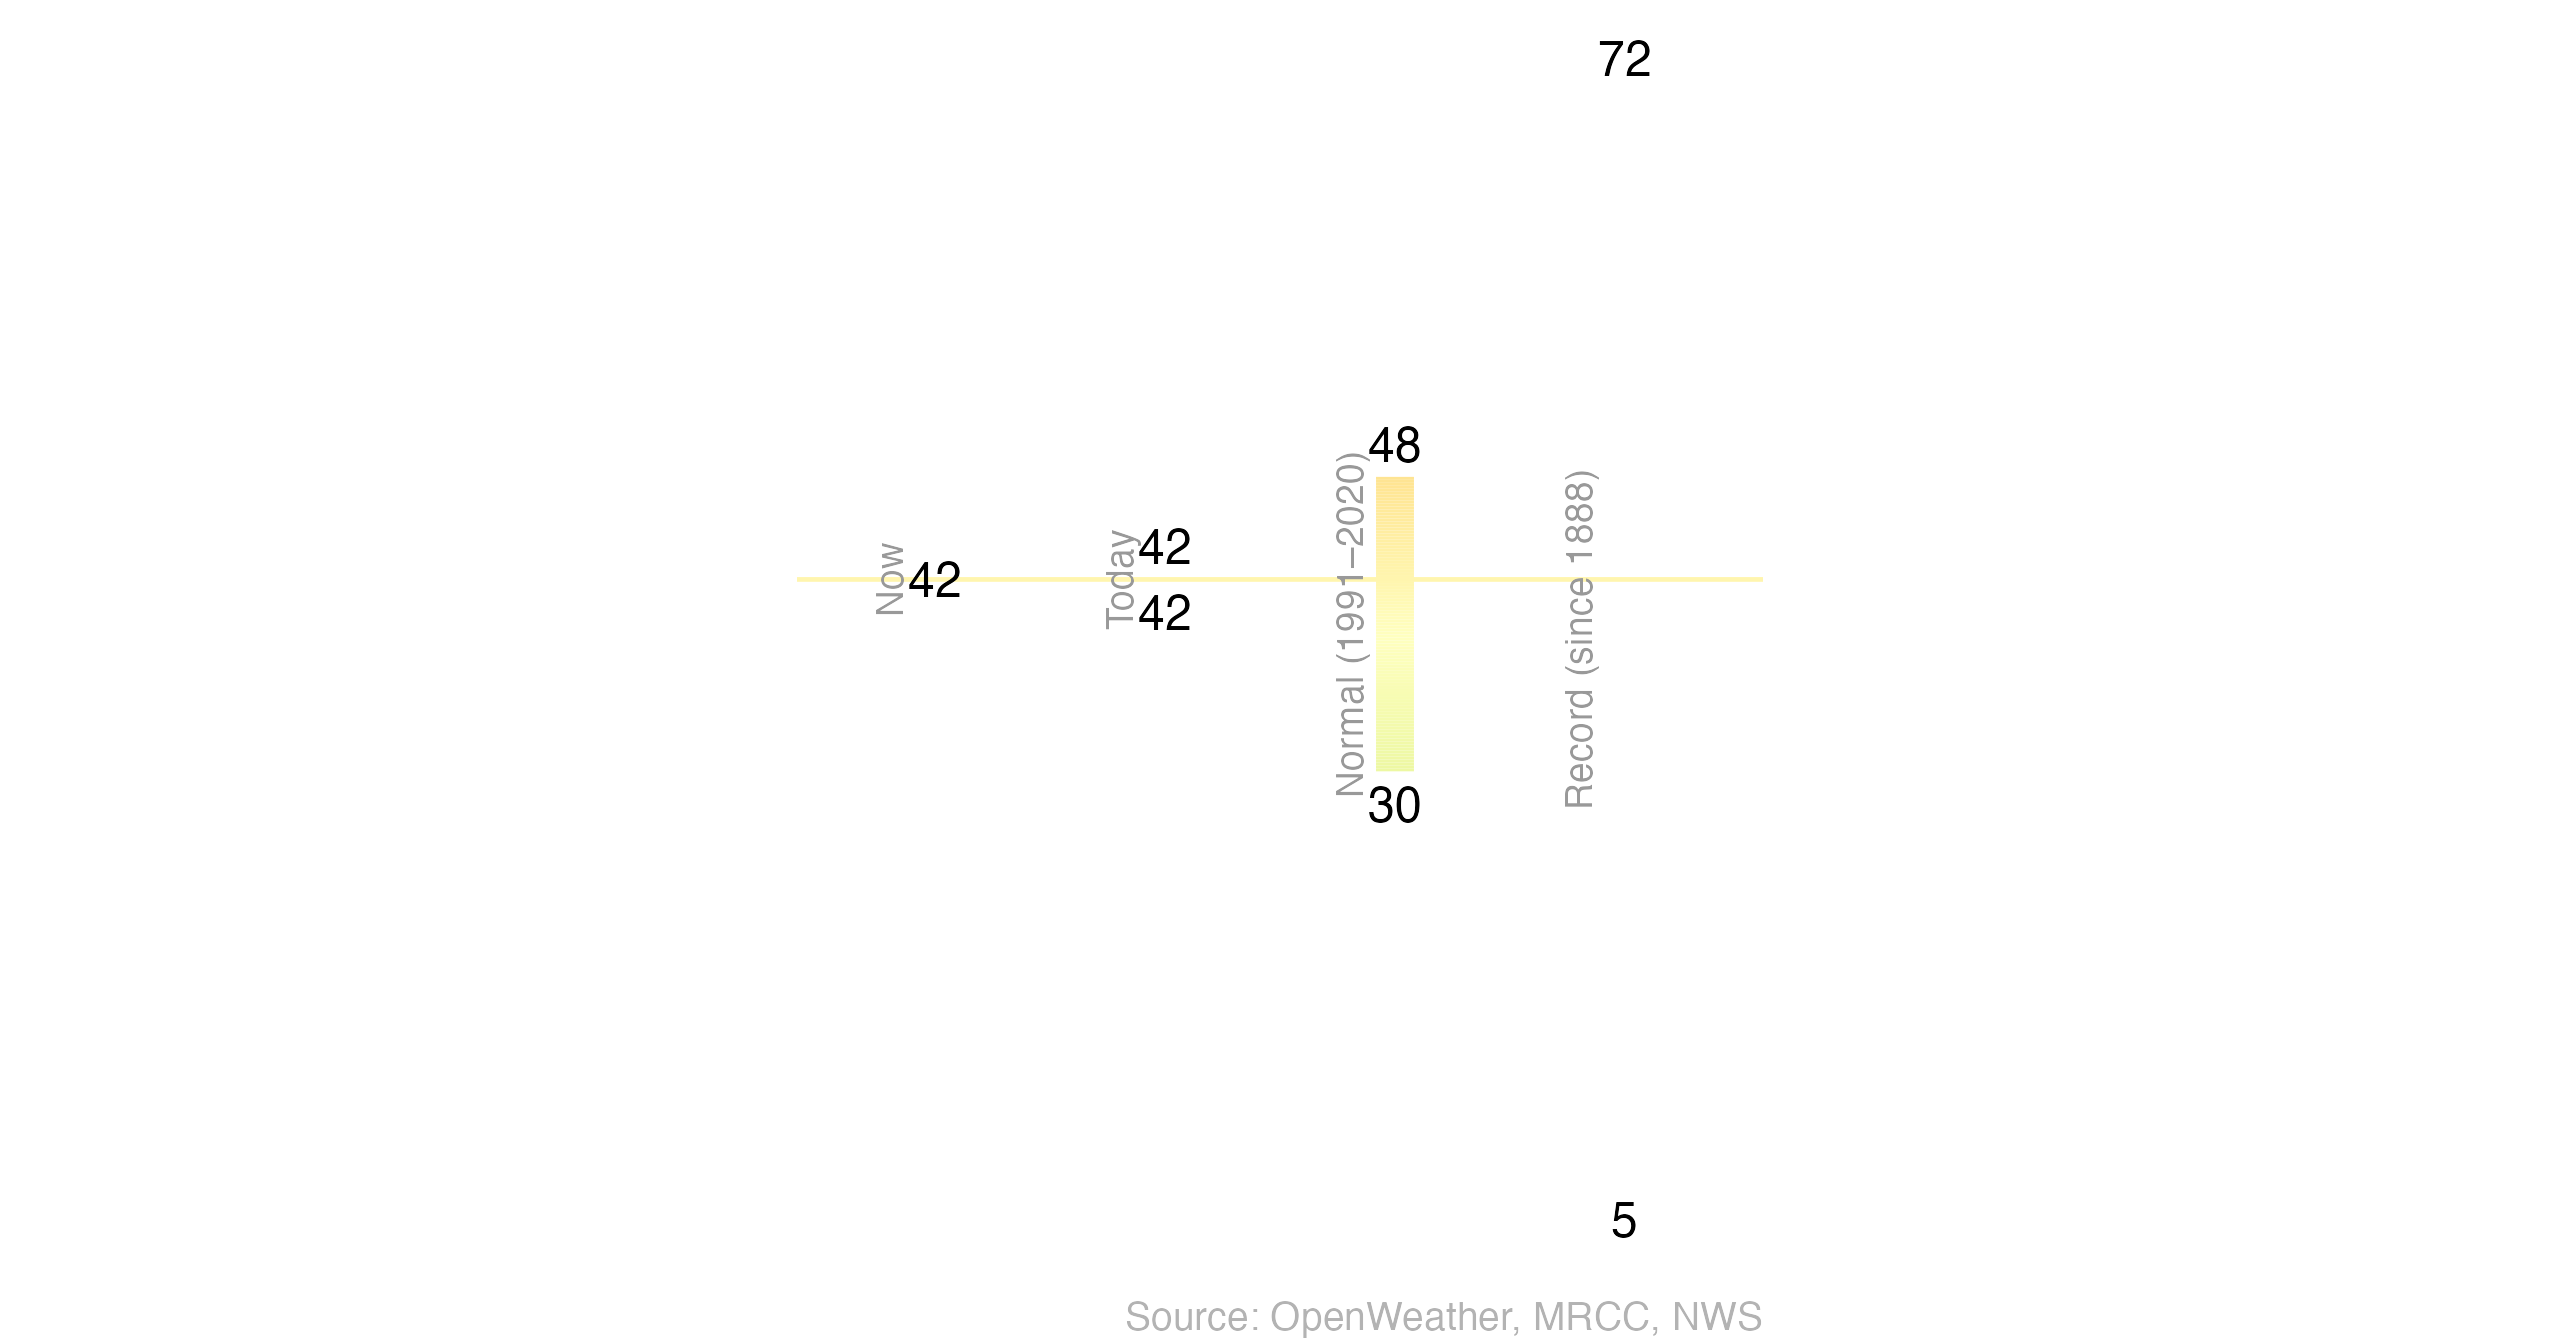 72
48
Now
42
Today
42
42
Normal (1991–2020)
30
Record (since 1888)
5
Source: OpenWeather, MRCC, NWS